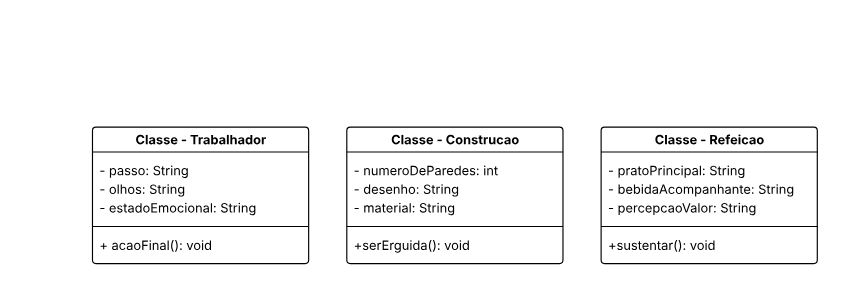 Classe - Trabalhador
- passo: String
- olhos: String
- estadoEmocional: String
+ acaoFinal(): void
Classe - Construcao
- numeroDeParedes: int
- desenho: String
- material: String
+serErguida(): void
Classe - Refeicao
- pratoPrincipal: String
- bebidaAcompanhante: String
- percepcaoValor: String
+sustentar(): void